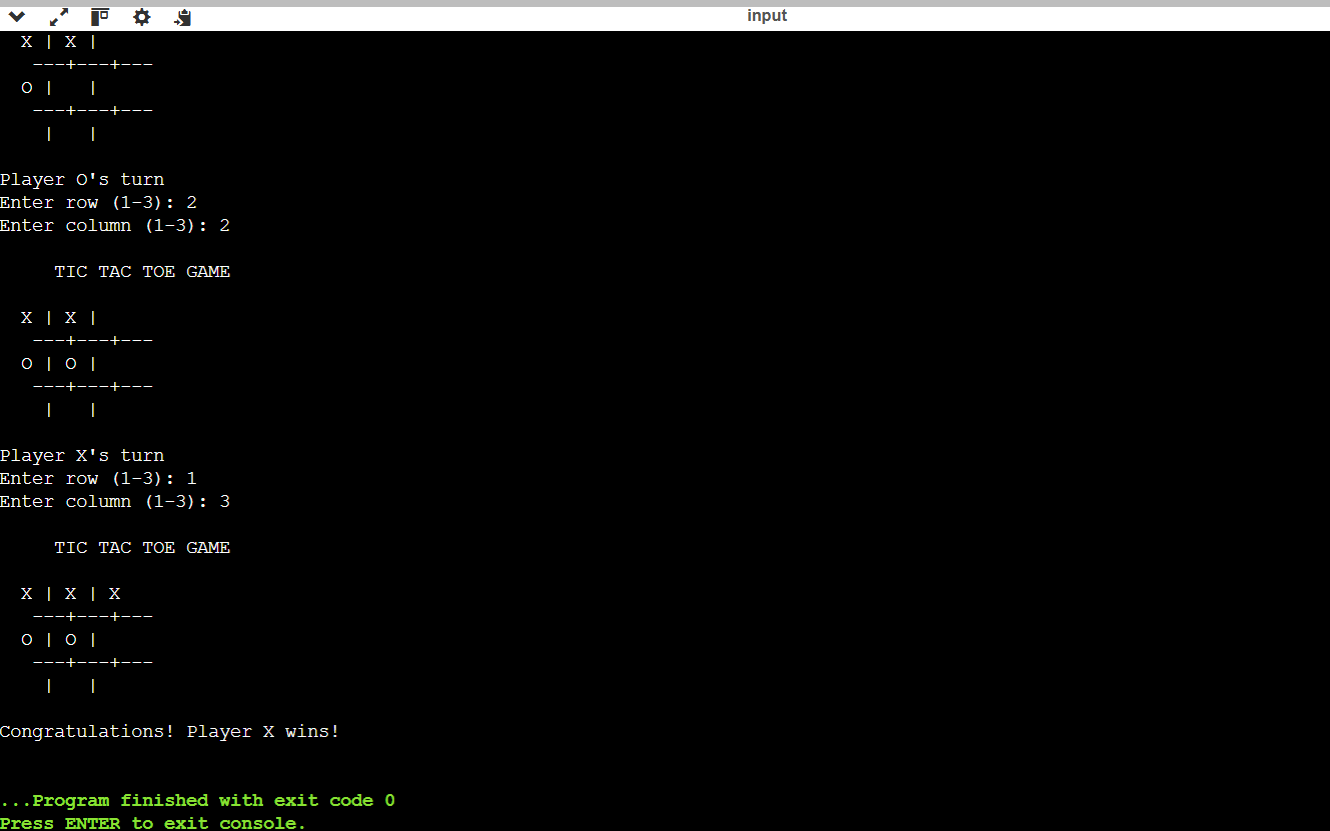 input
  X | X |
   ---+---+---
  O |   |
   ---+---+---
    |   |
Player O's turn
Enter row (1-3): 2
Enter column (1-3): 2
     TIC TAC TOE GAME
  X | X |
   ---+---+---
  O | O |
   ---+---+---
    |   |
Player X's turn
Enter row (1-3): 1
Enter column (1-3): 3
     TIC TAC TOE GAME
  X | X | X
   ---+---+---
  O | O |
   ---+---+---
    |   |
Congratulations! Player X wins!
...Program finished with exit code 0
Press ENTER to exit console.